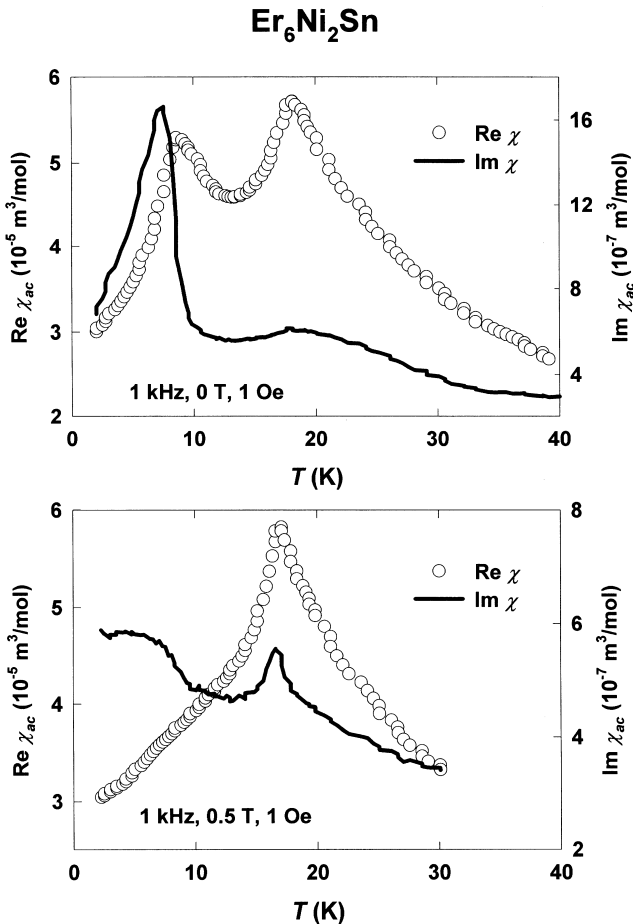 Er6Ni2Sn
6
5
4
3
2
Re χac (10-5 m3/mol)
16
12
8
4
Im χac (10-7 m3/mol)
Re χ
Im χ
1 kHz, 0 T, 1 Oe
0 10 20 30 40
T (K)
6
5
4
3
Re χac (10-5 m3/mol)
8
6
4
2
Im χac (10-7 m3/mol)
Re χ
Im χ
1 kHz, 0.5 T, 1 Oe
0 10 20 30 40
T (K)